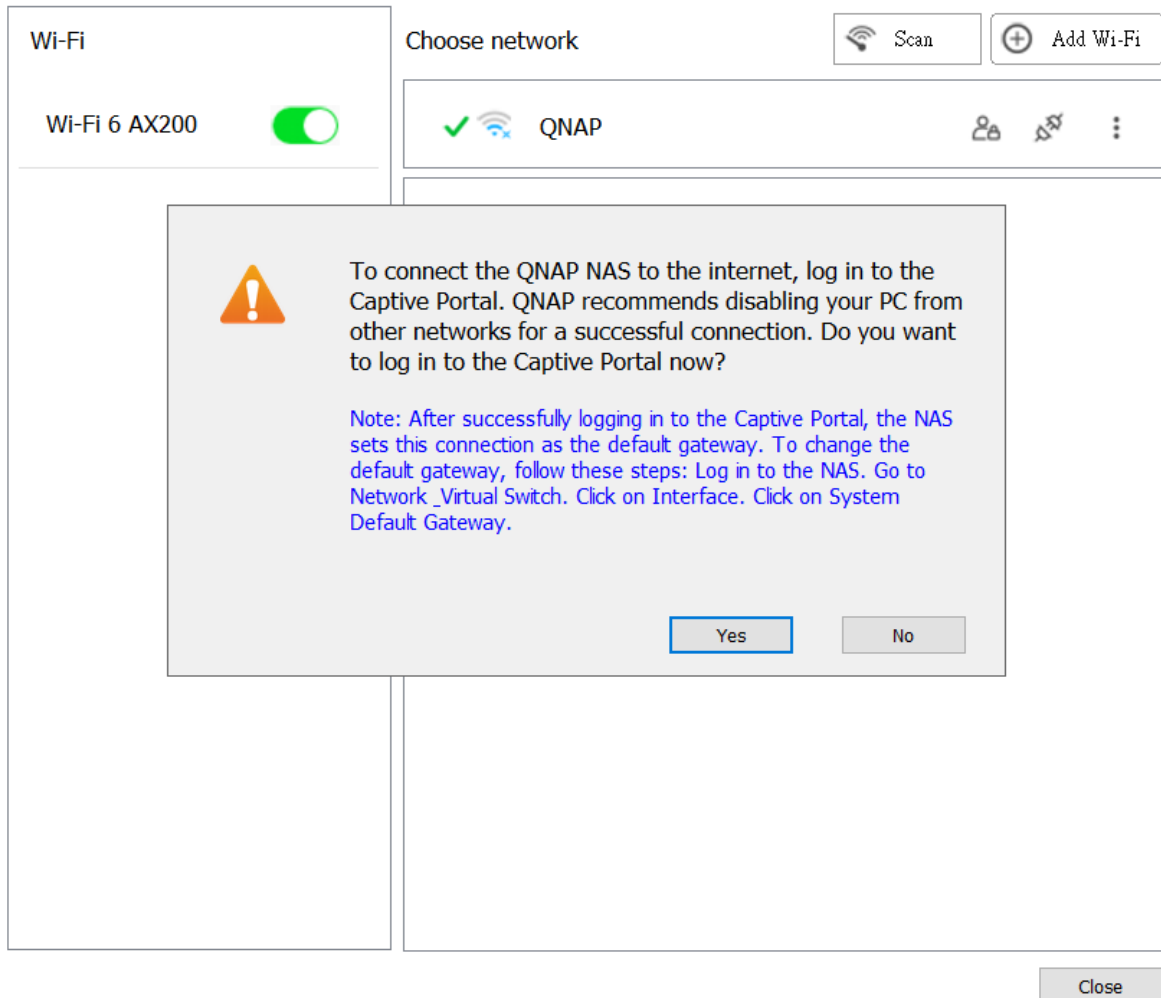 Wi-Fi
Choose network
Scan
Add Wi-Fi
Wi-Fi 6 AX200
QNAP
To connect the QNAP NAS to the internet, log in to the
Captive Portal. QNAP recommends disabling your PC from
other networks for a successful connection. Do you want
to log in to the Captive Portal now?
Note: After successfully logging in to the Captive Portal, the NAS
sets this connection as the default gateway. To change the
default gateway, follow these steps: Log in to the NAS. Go to
Network _Virtual Switch. Click on Interface. Click on System
Default Gateway.
Yes
No
Close